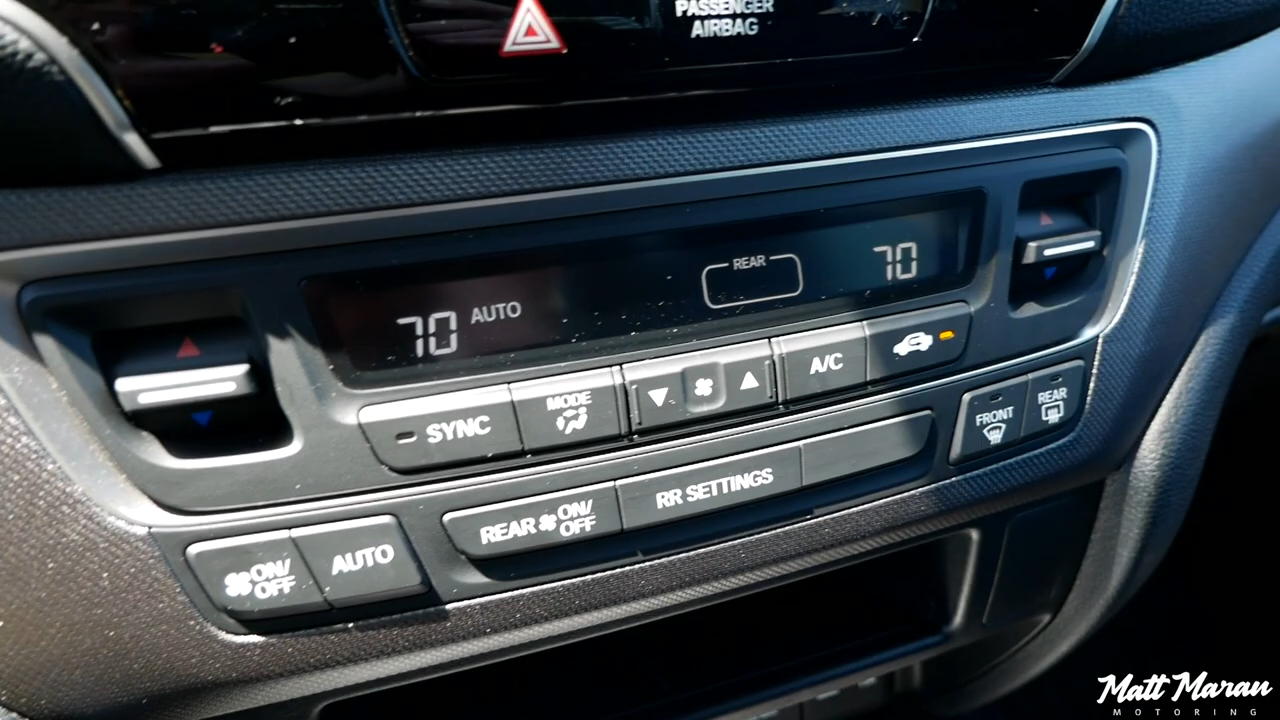 PASSENGER
AIRBAG
70 AUTO
REAR
70
SYNC
MODE
A/C
FRONT
REAR
ON/
OFF
AUTO
REAR ON/
OFF
RR SETTINGS
Matt Maran
MOTORING